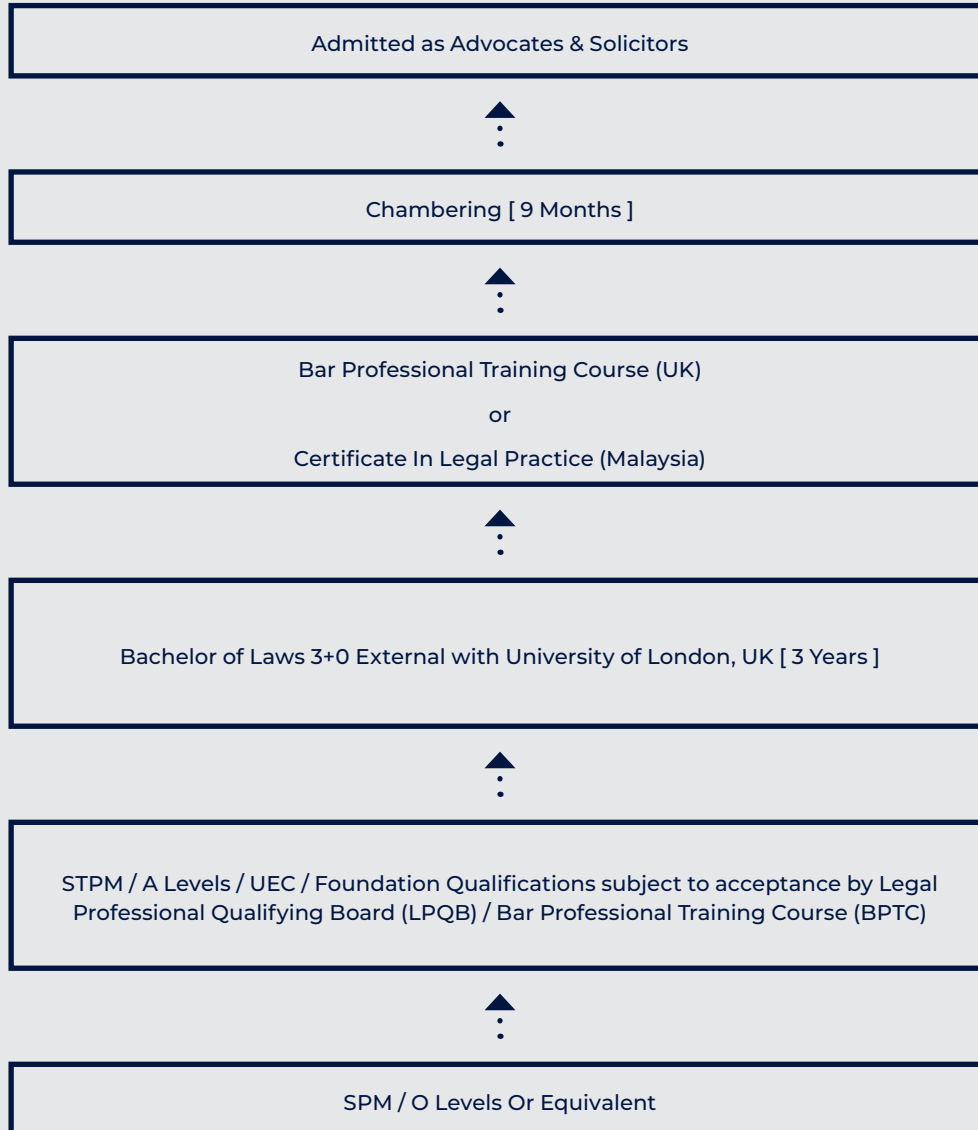 Admitted as Advocates & Solicitors
Chambering [ 9 Months ]
Bar Professional Training Course (UK)
or
Certificate In Legal Practice (Malaysia)
Bachelor of Laws 3+0 External with University of London, UK [ 3 Years ]
STPM / A Levels / UEC / Foundation Qualifications subject to acceptance by Legal
Professional Qualifying Board (LPQB) / Bar Professional Training Course (BPTC)
SPM / O Levels Or Equivalent